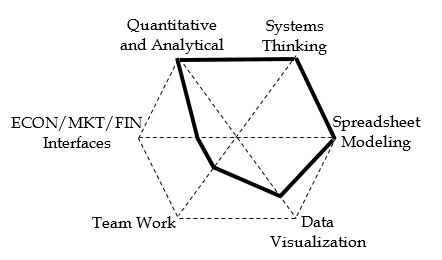 Quantitative
and Analytical
Systems
Thinking
ECON/MKT/FIN
Interfaces
Spreadsheet
Modeling
Team Work
Data
Visualization